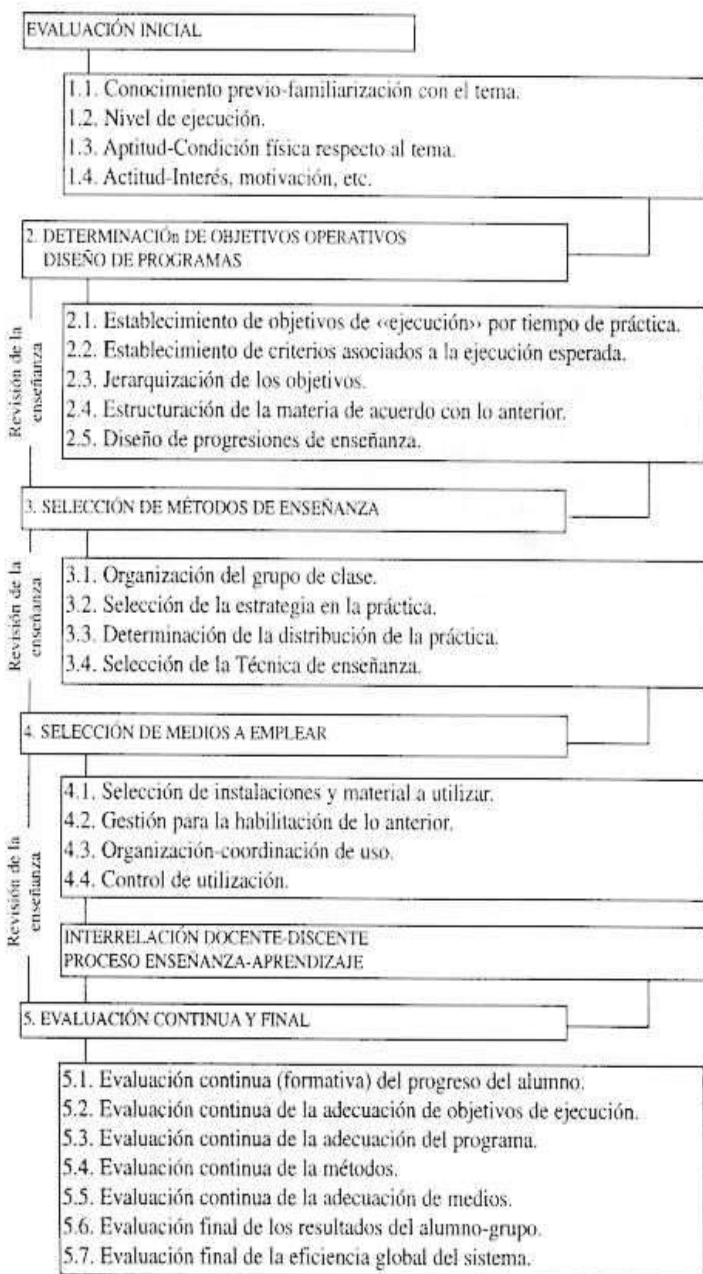 EVALUACIÓN INICIAL
1.1. Conocimiento previo-familiarización con el tema.
1.2. Nivel de ejecución.
1.3. Aptitud-Condición física respecto al tema.
1.4. Actitud-Interés, motivación, etc.
2. DETERMINACIÓn DE OBJETIVOS OPERATIVOS
DISEÑO DE PROGRAMAS
Revisión de la
enseñanza
2.1. Establecimiento de objetivos de «ejecución» por tiempo de práctica.
2.2. Establecimiento de criterios asociados a la ejecución esperada.
2.3. Jerarquización de los objetivos.
2.4. Estructuración de la materia de acuerdo con lo anterior.
2.5. Diseño de progresiones de enseñanza.
3. SELECCIÓN DE MÉTODOS DE ENSEÑANZA
Revisión de la
enseñanza
3.1. Organización del grupo de clase.
3.2. Selección de la estrategia en la práctica.
3.3. Determinación de la distribución de la práctica.
3.4. Selección de la Técnica de enseñanza.
4. SELECCIÓN DE MEDIOS A EMPLEAR
Revisión de la
enseñanza
4.1. Selección de instalaciones y material a utilizar.
4.2. Gestión para la habilitación de lo anterior.
4.3. Organización-coordinación de uso.
4.4. Control de utilización.
INTERRELACIÓN DOCENTE-DISCENTE
PROCESO ENSEÑANZA-APRENDIZAJE
5. EVALUACIÓN CONTINUA Y FINAL
5.1. Evaluación continua (formativa) del progreso del alumno.
5.2. Evaluación continua de la adecuación de objetivos de ejecución.
5.3. Evaluación continua de la adecuación del programa.
5.4. Evaluación continua de la métodos.
5.5. Evaluación continua de la adecuación de medios.
5.6. Evaluación final de los resultados del alumno-grupo.
5.7. Evaluación final de la eficiencia global del sistema.